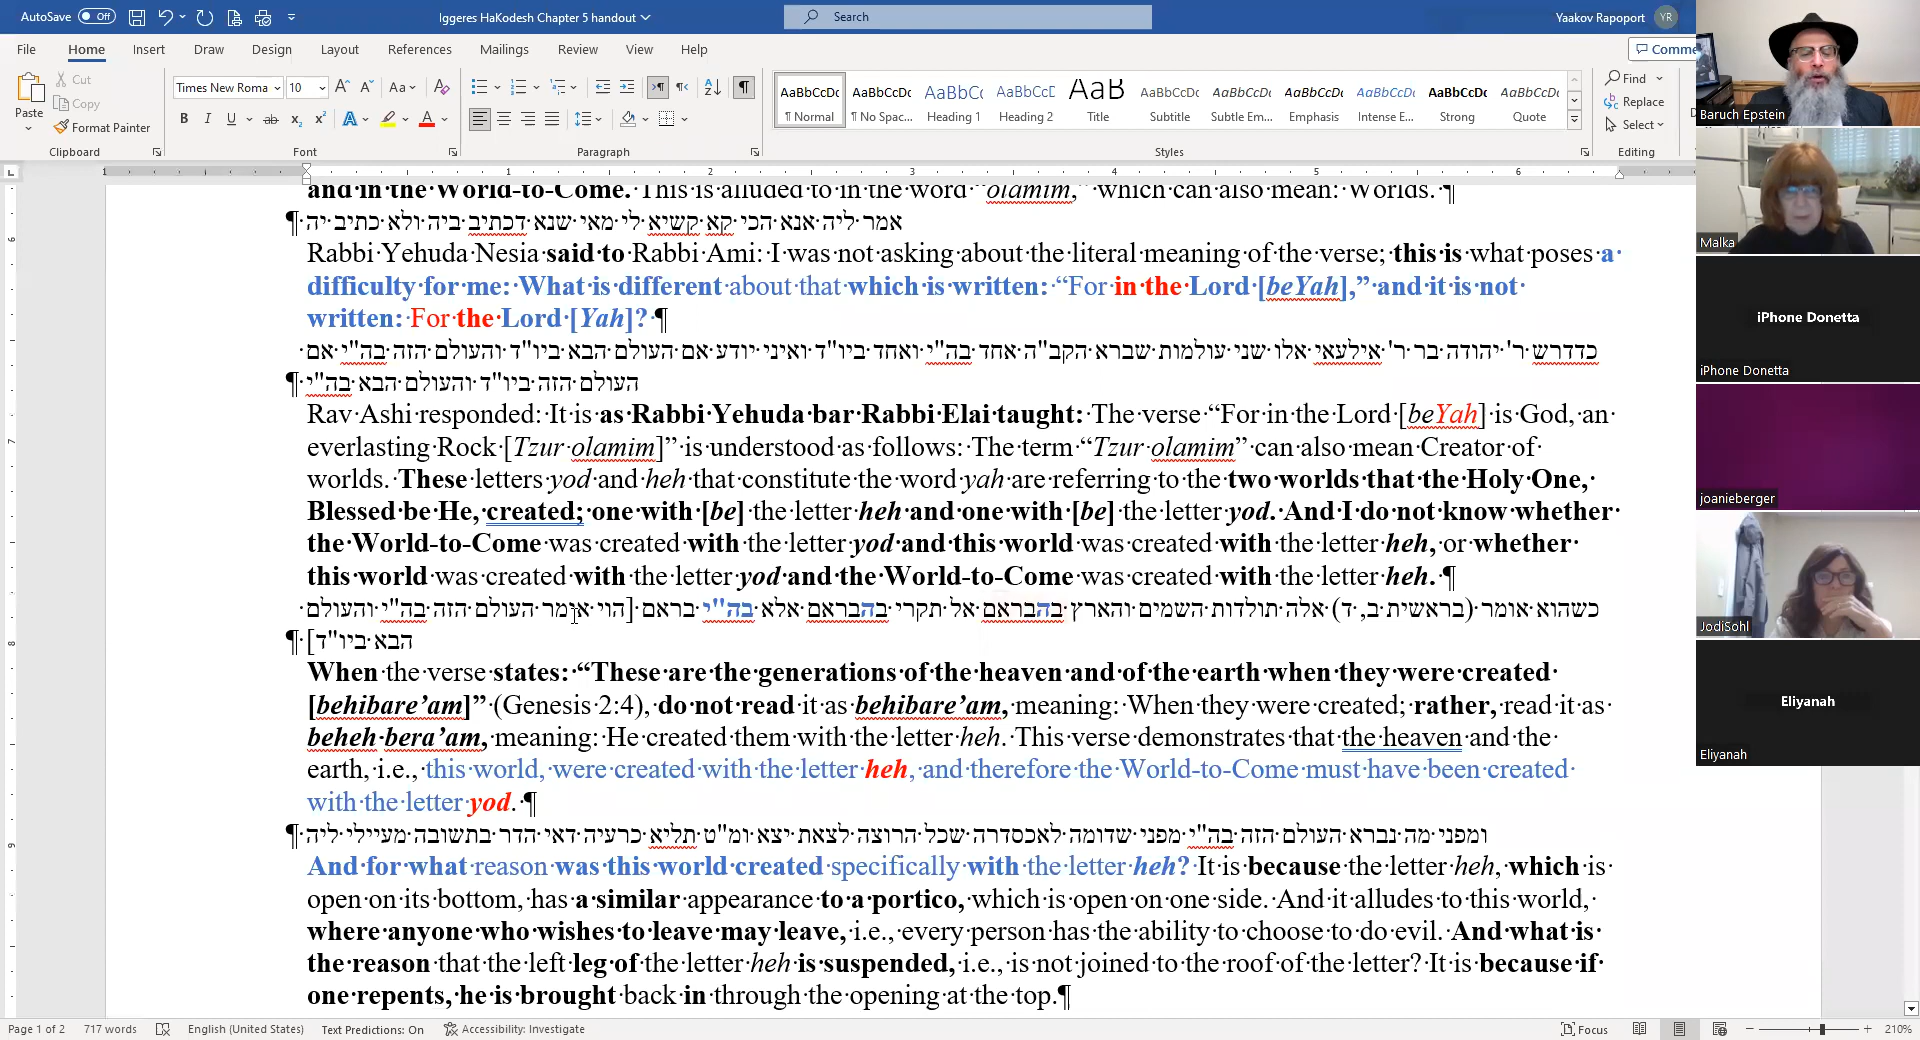 AutoSave Off Iggeres HaKodesh Chapter 5 handout Search Yaakov Rapoport YR
File Home Insert Draw Design Layout References Mailings Review View Help Comme
Paste Cut Copy Format Painter Clipboard
Times New Roma 10 Font
Paragraph
AaBbCcDc AaBbCcDc AaBbCc AaBbCcD AaB AaBbCcD AaBbCcDc AaBbCcDc AaBbCcDc AaBbCcDc AaBbCcDc
¶ Normal ¶ No Spac... Heading 1 Heading 2 Title Subtitle Subtle Em... Emphasis Intense E... Strong Quote
Styles
Find Replace Select Editing
and in the World-to-Come. This is alluded to in the word “olamim,” which can also mean: Worlds. ¶
אמר ליה אנא הכי קא קשיא לי מאי שנא דכתיב ביה ולא כתיב יה ¶
Rabbi Yehuda Nesia said to Rabbi Ami: I was not asking about the literal meaning of the verse; this is what poses a
difficulty for me: What is different about that which is written: “For in the Lord [beYah],” and it is not
written: For the Lord [Yah]? ¶
כדדרש ר' יהודה בר ר' אילעאי אלו שני עולמות שברא הקב"ה אחד בה"י ואחד ביו"ד ואיני יודע אם העולם הבא ביו"ד והעולם הזה בה"י אם
העולם הזה ביו"ד והעולם הבא בה"י ¶
Rav Ashi responded: It is as Rabbi Yehuda bar Rabbi Elai taught: The verse “For in the Lord [beYah] is God, an
everlasting Rock [Tzur olamim]” is understood as follows: The term “Tzur olamim” can also mean Creator of
worlds. These letters yod and heh that constitute the word yah are referring to the two worlds that the Holy One,
Blessed be He, created; one with [be] the letter heh and one with [be] the letter yod. And I do not know whether
the World-to-Come was created with the letter yod and this world was created with the letter heh, or whether
this world was created with the letter yod and the World-to-Come was created with the letter heh. ¶
כשהוא אומר (בראשית ב, ד) אלה תולדות השמים והארץ בהבראם אל תקרי בהבראם אלא בה"י בראם [הוי אימר העולם הזה בה"י והעולם
הבא ביו"ד] ¶
When the verse states: “These are the generations of the heaven and of the earth when they were created
[behibare’am]” (Genesis 2:4), do not read it as behibare’am, meaning: When they were created; rather, read it as
beheh bera’am, meaning: He created them with the letter heh. This verse demonstrates that the heaven and the
earth, i.e., this world, were created with the letter heh, and therefore the World-to-Come must have been created
with the letter yod. ¶
ומפני מה נברא העולם הזה בה"י מפני שדומה לאכסדרה שכל הרוצה לצאת יצא ומ"ט תליא כרעיה דאי הדר בתשובה מעיילי ליה ¶
And for what reason was this world created specifically with the letter heh? It is because the letter heh, which is
open on its bottom, has a similar appearance to a portico, which is open on one side. And it alludes to this world,
where anyone who wishes to leave may leave, i.e., every person has the ability to choose to do evil. And what is
the reason that the left leg of the letter heh is suspended, i.e., is not joined to the roof of the letter? It is because if
one repents, he is brought back in through the opening at the top.¶
Page 1 of 2 717 words English (United States) Text Predictions: On Accessibility: Investigate Focus 210%
Baruch Epstein
Malka
iPhone Donetta
iPhone Donetta
joanieberger
JodiSohl
Eliyanah
Eliyanah